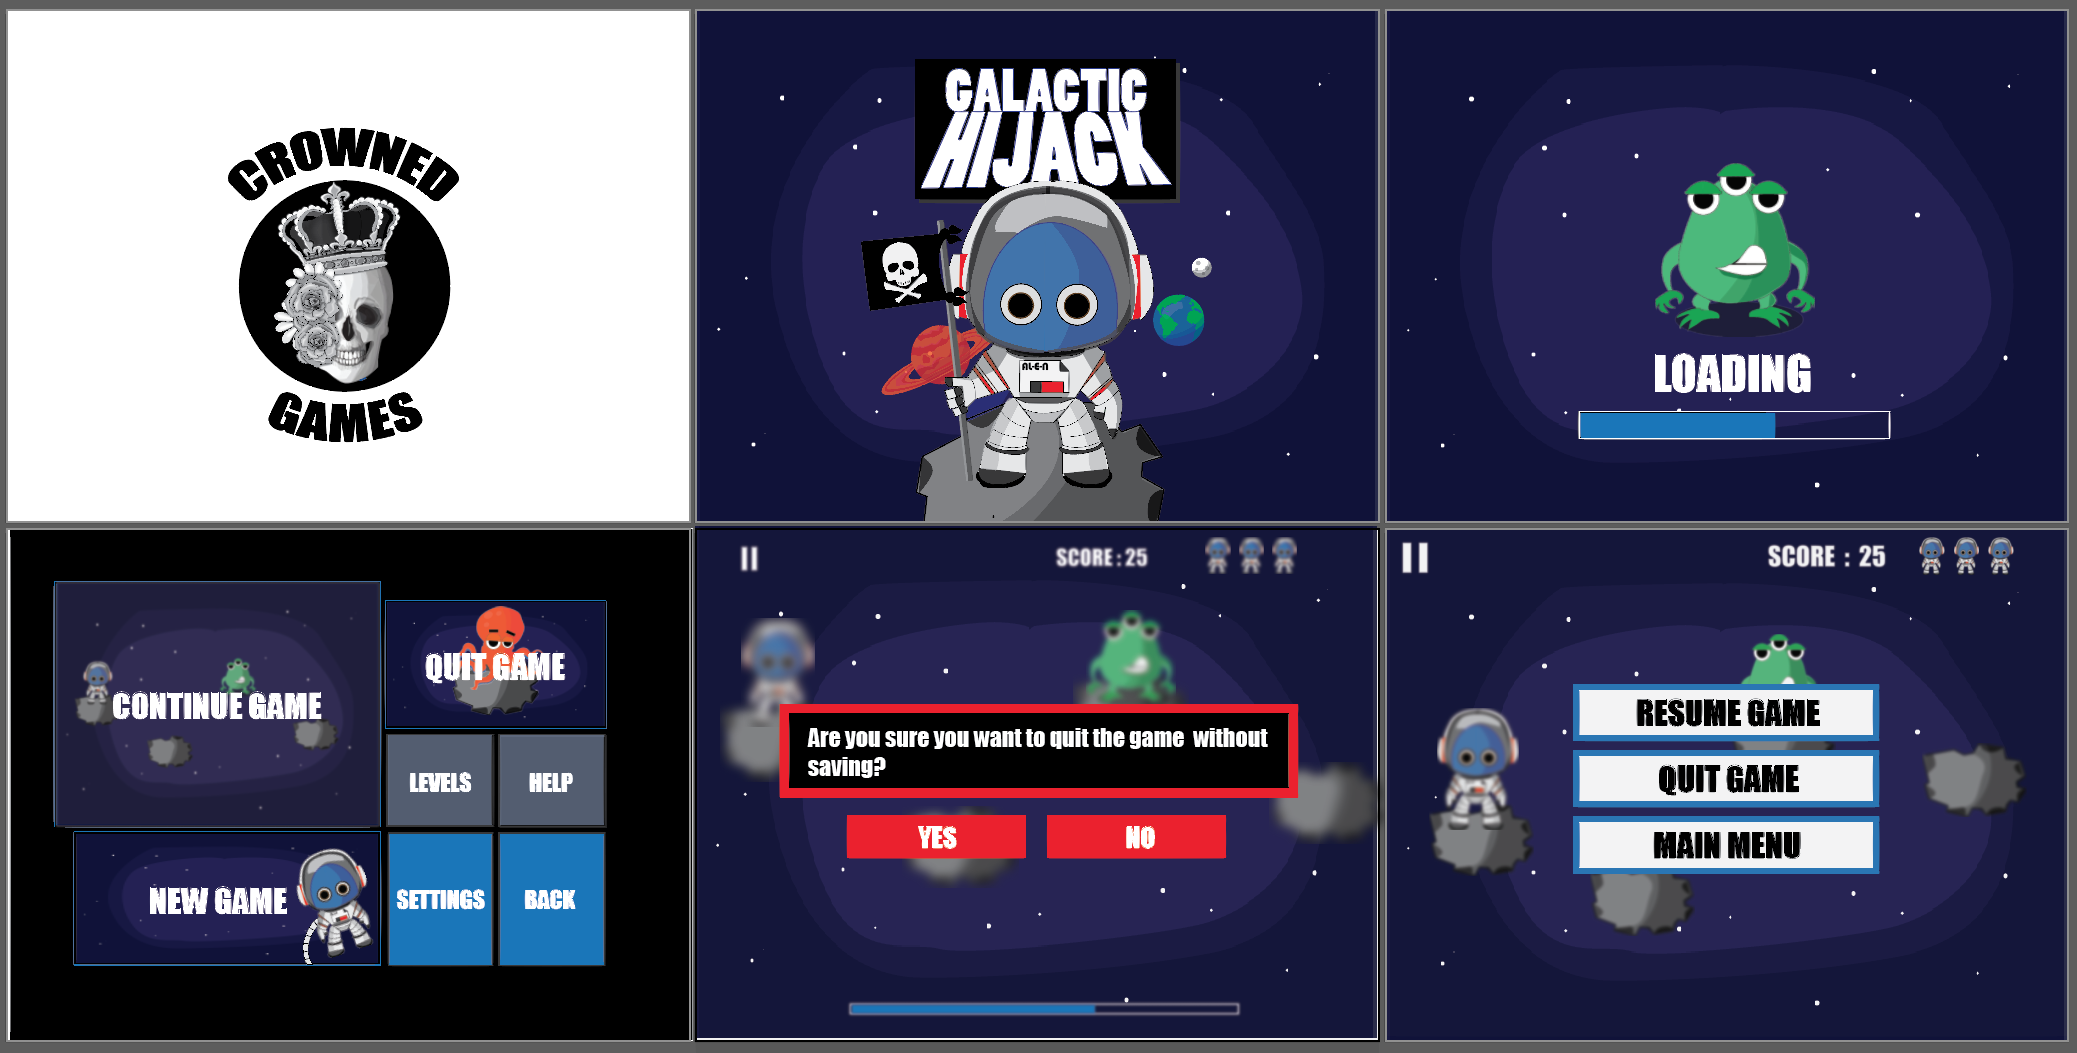 CROWNED
GAMES
GALACTIC
HIJACK
AL-E-N
LOADING
CONTINUE GAME
QUIT GAME
LEVELS
HELP
NEW GAME
SETTINGS
BACK
SCORE : 25
Are you sure you want to quit the game without
saving?
YES
NO
SCORE : 25
RESUME GAME
QUIT GAME
MAIN MENU